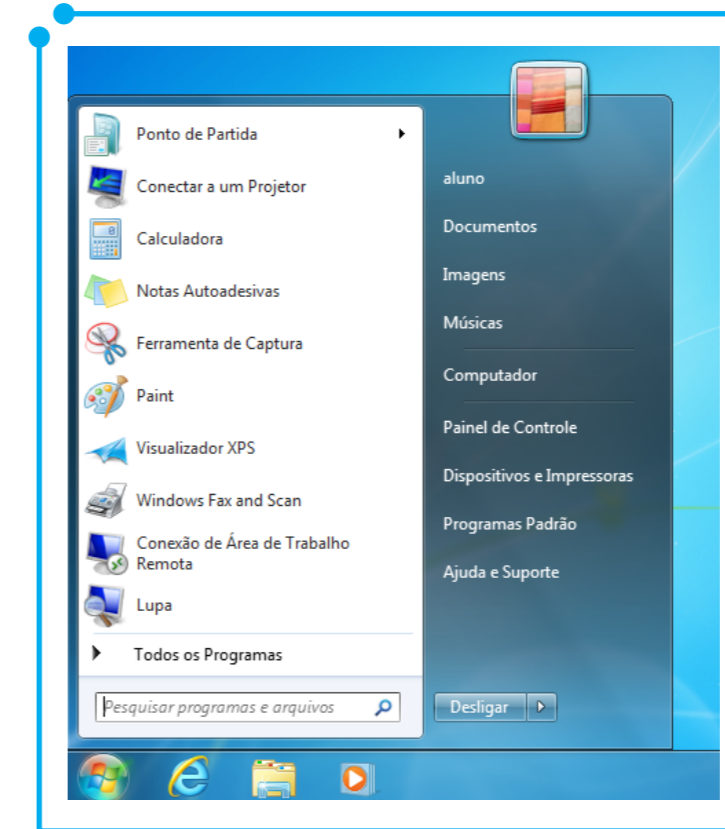 Ponto de Partida
Conectar a um Projetor
Calculadora
Notas Autoadesivas
Ferramenta de Captura
Paint
Visualizador XPS
Windows Fax and Scan
Conexão de Área de Trabalho
Remota
Lupa
Todos os Programas
Pesquisar programas e arquivos
aluno
Documentos
Imagens
Músicas
Computador
Painel de Controle
Dispositivos e Impressoras
Programas Padrão
Ajuda e Suporte
Desligar